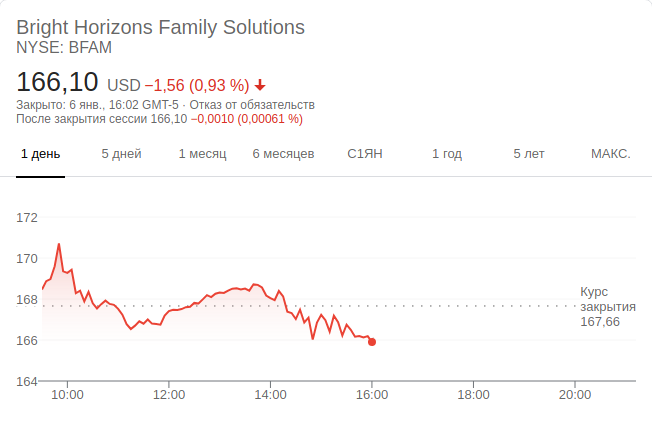 Bright Horizons Family Solutions
NYSE: BFAM
166,10 USD −1,56 (0,93 %)
Закрыто: 6 янв., 16:02 GMT-5 · Отказ от обязательств
После закрытия сессии 166,10 −0,0010 (0,00061 %)
1 день 5 дней 1 месяц 6 месяцев С1ЯН 1 год 5 лет МАКС.
172
170
168
166
164
Курс
закрытия
167,66
10:00 12:00 14:00 16:00 18:00 20:00